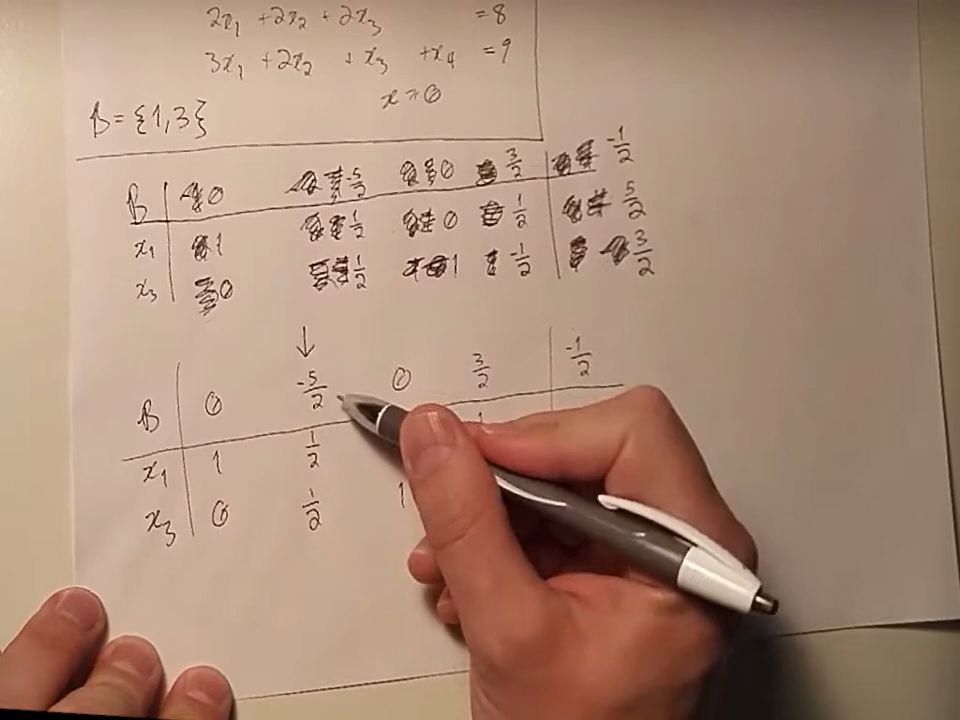 2x₁ + 2x₂ + 2x₃ = 8
3x₁ + 2x₂ + x₃ + x₄ = 9
x ≥ 0
B = {1,3}
B 0 -5/2 0 3/2 -1/2
x₁ 1 1/2 0 1/2 5/2
x₃ 0 1/2 1 -1/2 3/2
↓
B 0 -5/2 0 3/2 -1/2
x₁ 1 1/2 1
x₃ 0 1/2 1